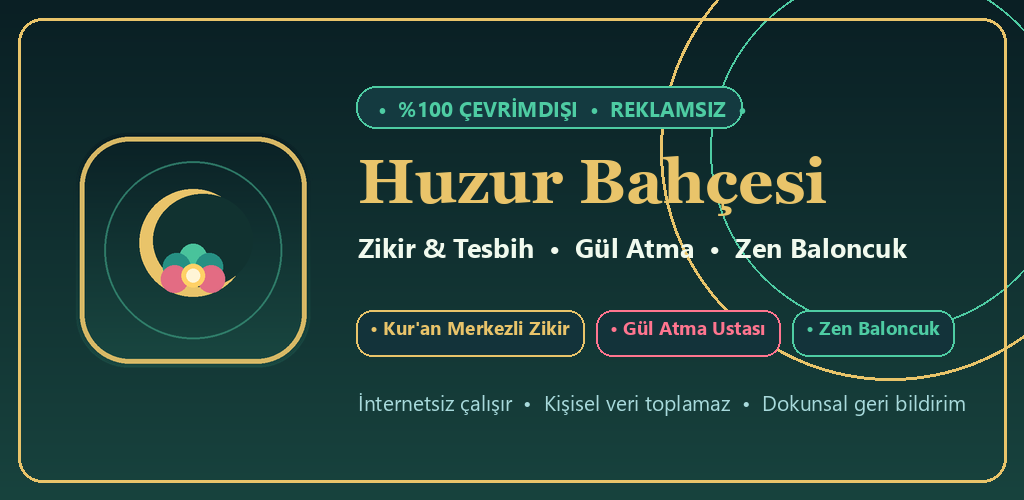 • %100 ÇEVRİMDIŞI • REKLAMSIZ •
Huzur Bahçesi
Zikir & Tesbih • Gül Atma • Zen Baloncuk
• Kur'an Merkezli Zikir • Gül Atma Ustası • Zen Baloncuk
İnternetsiz çalışır • Kişisel veri toplamaz • Dokunsal geri bildirim